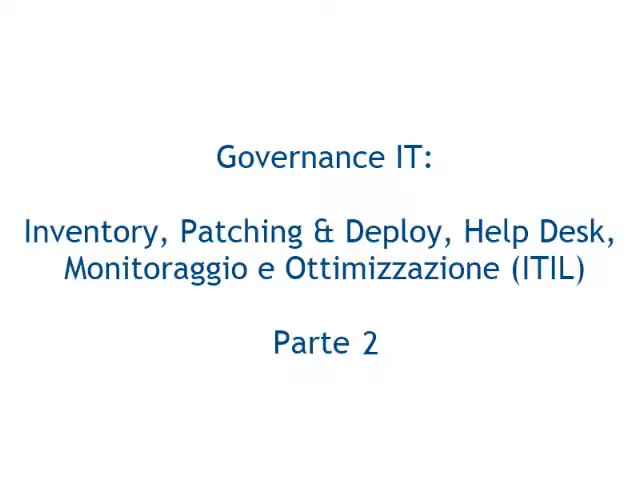 Governance IT:
Inventory, Patching & Deploy, Help Desk,
Monitoraggio e Ottimizzazione (ITIL)
Parte 2